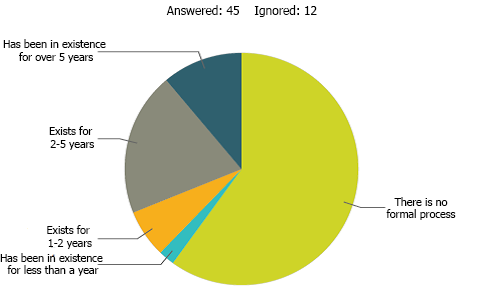 Answered: 45    Ignored: 12
Has been in existence
for over 5 years
Exists for
2-5 years
There is no
formal process
Exists for
1-2 years
Has been in existence
for less than a year